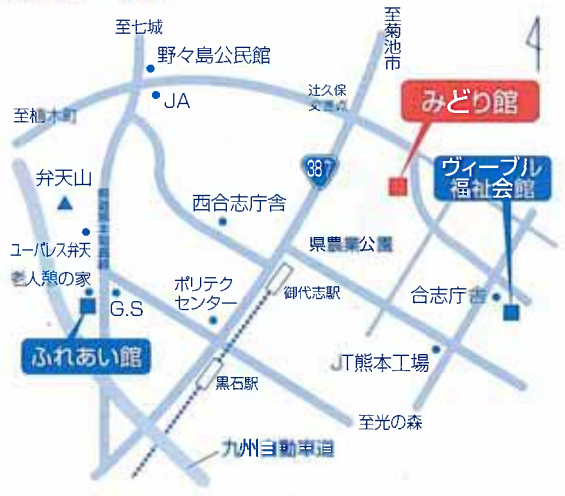 至七城
至菊池市
野々島公民館
JA
辻久保
交差点
至植木町
みどり館
387
ヴィーブル
福祉会館
弁天山
西合志庁舎
ユーパレス弁天
県農業公園
老人憩の家
ポリテク
センター
御代志駅
合志庁舎
G.S
ふれあい館
JT熊本工場
黒石駅
至光の森
九州自動車道